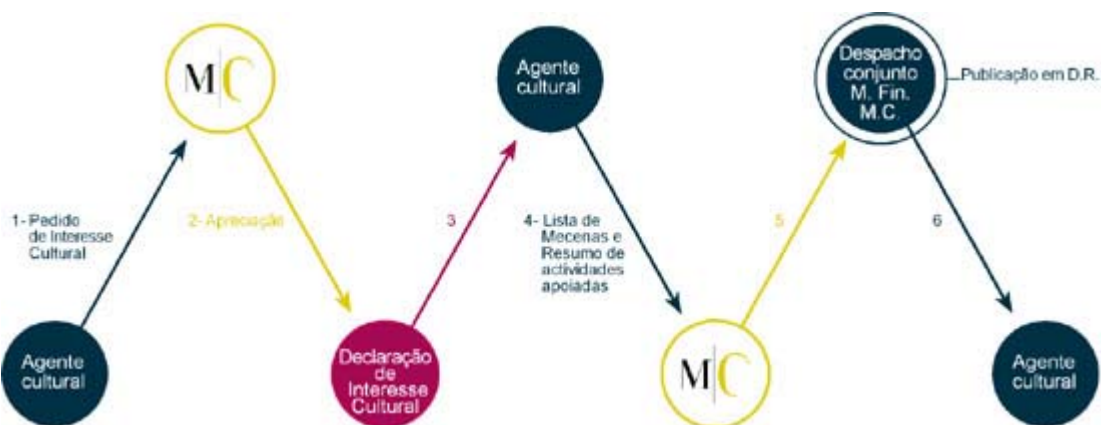 M|C
Agente
cultural
Despacho
conjunto
M. Fin.
M.C.
Publicação em D.R.
1- Pedido
de Interesse
Cultural
2- Apreciação
3
4- Lista de
Mecenas e
Resumo de
actividades
apoiadas
5
6
Agente
cultural
Declaração
de
Interesse
Cultural
M|C
Agente
cultural